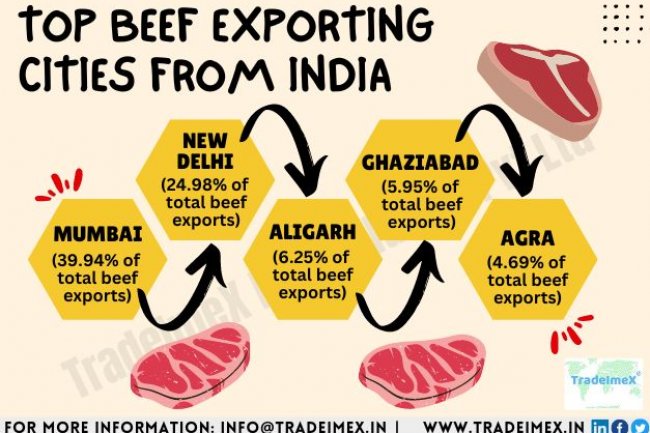 TOP BEEF EXPORTING
CITIES FROM INDIA
MUMBAI
(39.94% of
total beef
exports)
NEW
DELHI
(24.98% of
total beef
exports)
ALIGARH
(6.25% of
total beef
exports)
GHAZIABAD
(5.95% of
total beef
exports)
AGRA
(4.69% of
total beef
exports)
TradeImeX
TradeImeX
FOR MORE INFORMATION: INFO@TRADEIMEX.IN | WWW.TRADEIMEX.IN